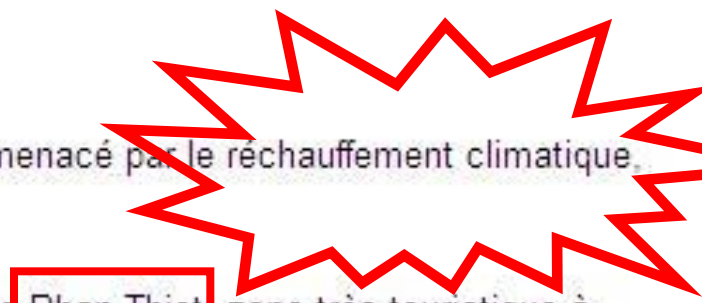 menacé par le réchauffement climatique,
Phan Thiet, zone très touristique à